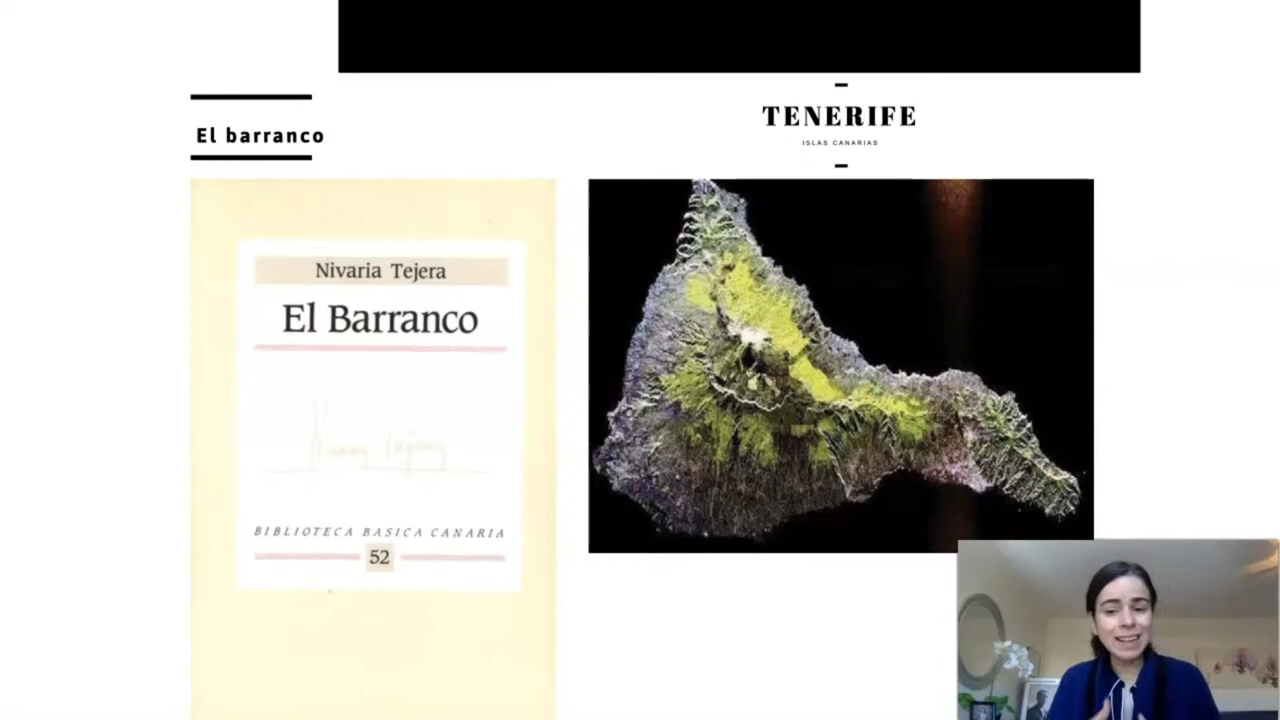 El barranco
TENERIFE
ISLAS CANARIAS
Nivaria Tejera
El Barranco
BIBLIOTECA BASICA CANARIA
52